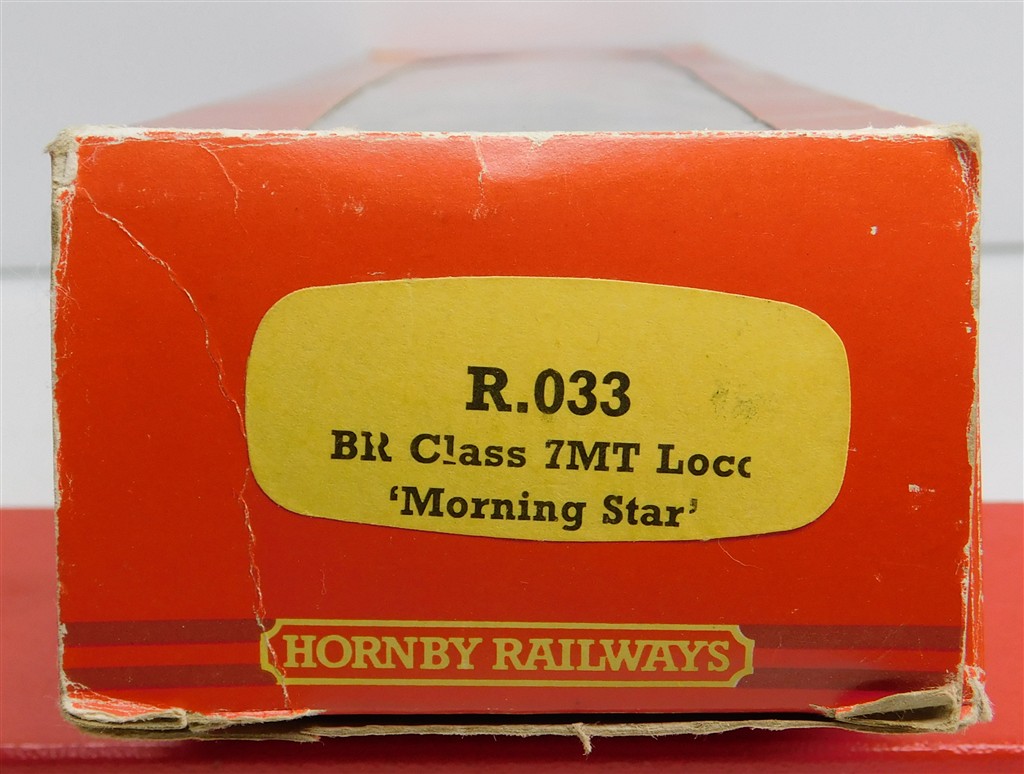 R.033
BR Class 7MT Loco
‘Morning Star’
HORNBY RAILWAYS